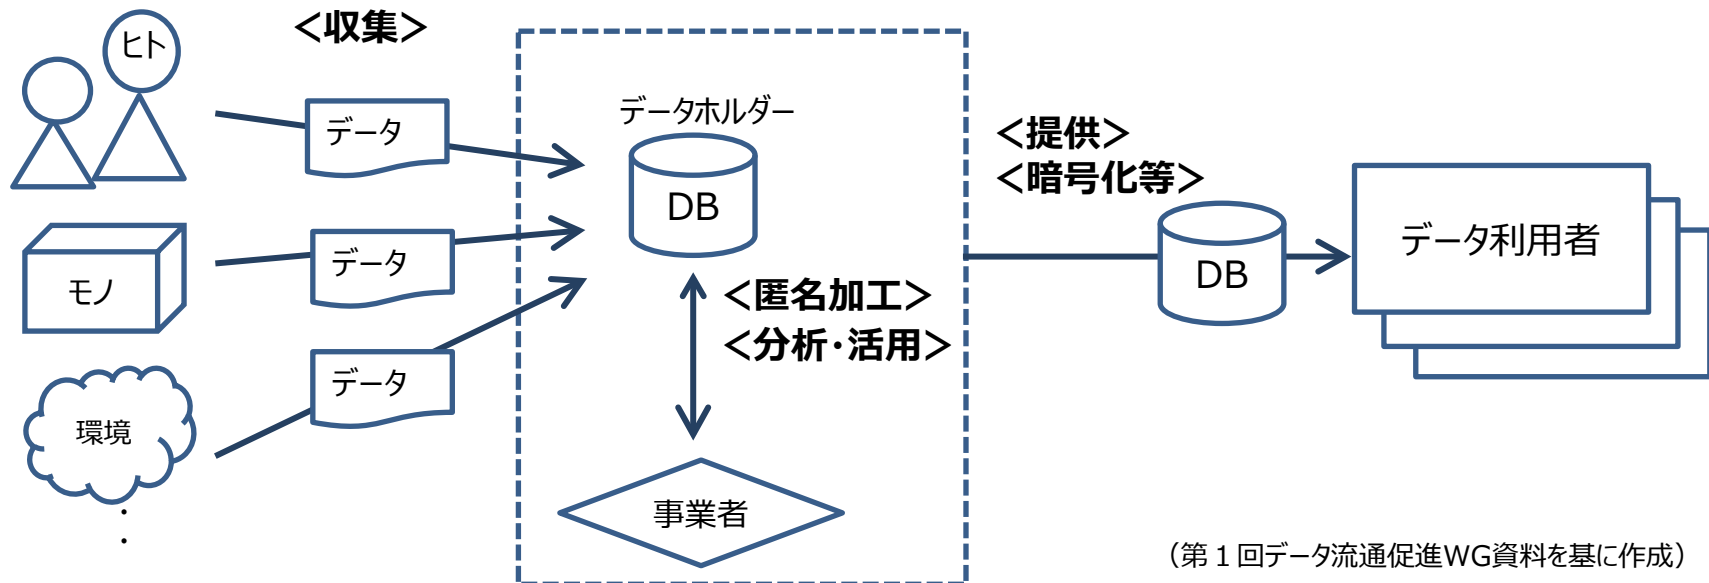 ヒト
<収集>
データ
データホルダー
DB
<提供>
<暗号化等>
データ利用者
モノ
データ
DB
<匿名加工>
<分析・活用>
環境
データ
事業者
（第１回データ流通促進WG資料を基に作成）